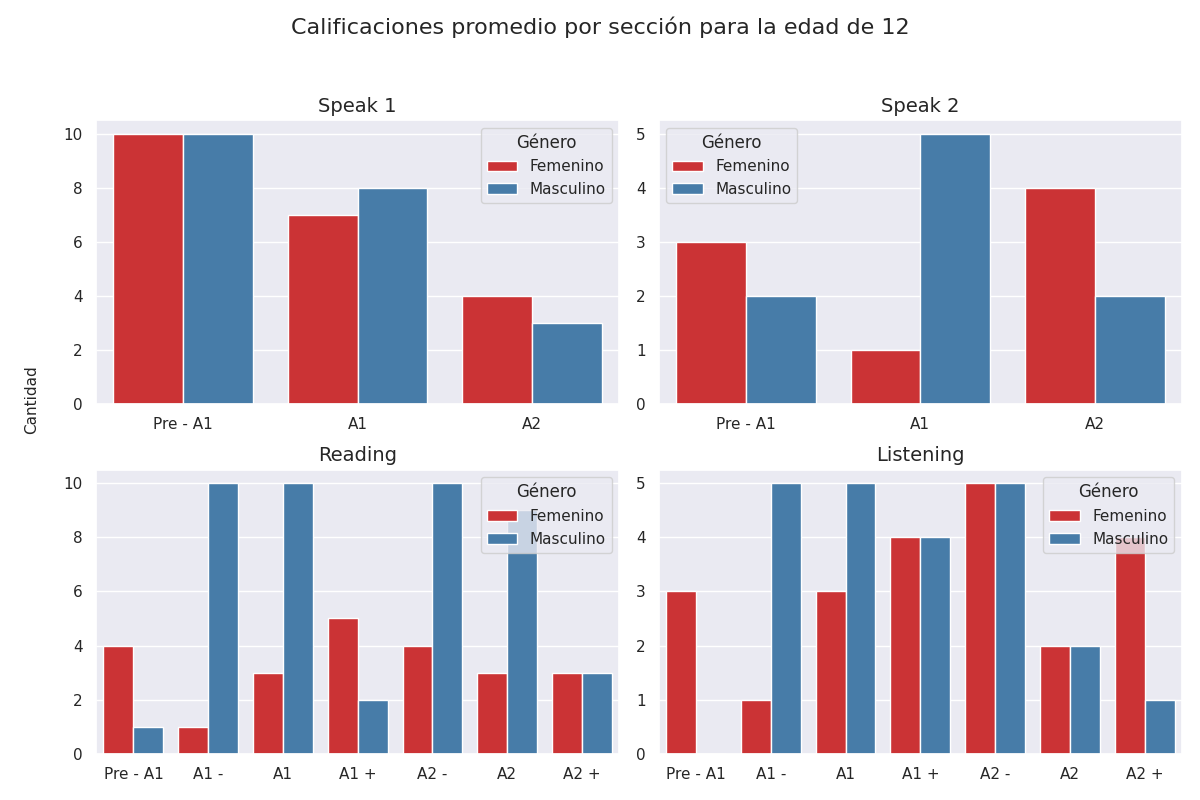 Calificaciones promedio por sección para la edad de 12
Cantidad
Speak 1
10
8
6
4
2
0
Pre - A1 A1 A2
Género
Femenino
Masculino
Speak 2
5
4
3
2
1
0
Pre - A1 A1 A2
Género
Femenino
Masculino
Reading
10
8
6
4
2
0
Pre - A1 A1 - A1 A1 + A2 - A2 A2 +
Género
Femenino
Masculino
Listening
5
4
3
2
1
0
Pre - A1 A1 - A1 A1 + A2 - A2 A2 +
Género
Femenino
Masculino